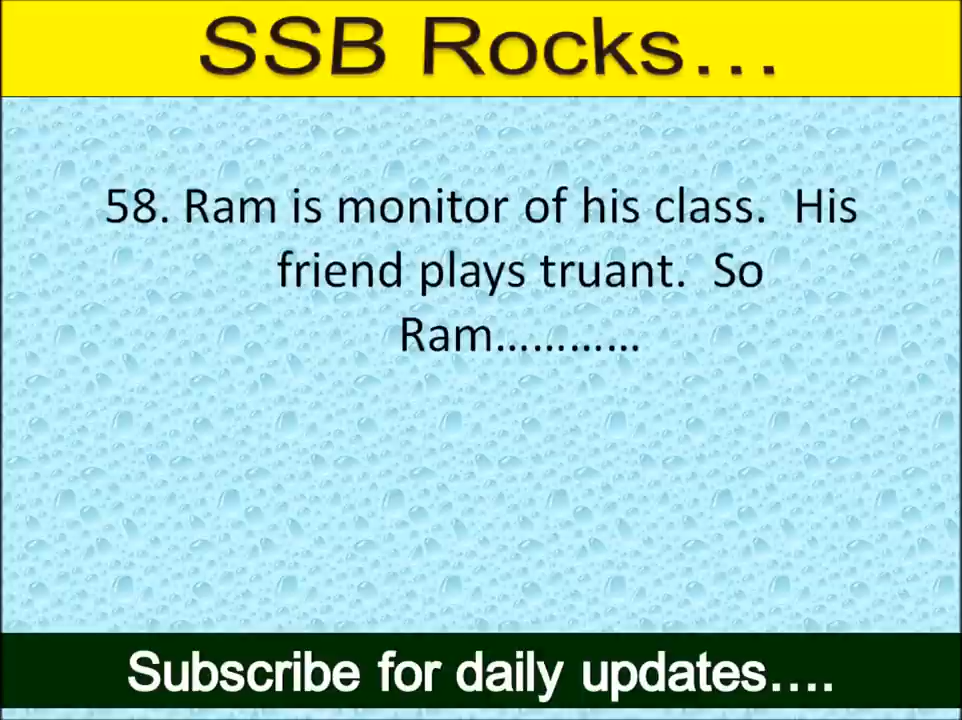 SSB Rocks...
58. Ram is monitor of his class. His
friend plays truant. So
Ram…………
Subscribe for daily updates....